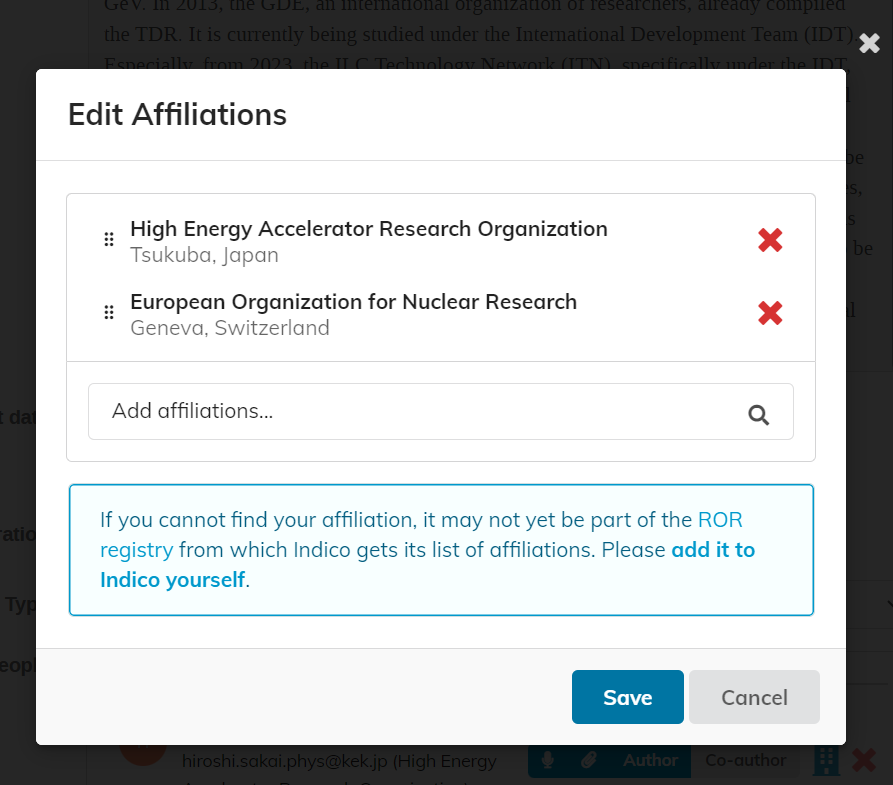 GeV. In 2013, the GDE, an international organization of researchers, already compiled
the TDR. It is currently being studied under the International Development Team (IDT).
Especially, from 2023, the ILC Technology Network (ITN), specifically under the IDT,
Edit Affiliations
be
High Energy Accelerator Research Organization
Tsukuba, Japan
be
European Organization for Nuclear Research
Geneva, Switzerland
Add affiliations...
If you cannot find your affiliation, it may not yet be part of the ROR
registry from which Indico gets its list of affiliations. Please add it to
Indico yourself.
Typ
Save
Cancel
hiroshi.sakai.phys@kek.jp (High Energy
Author
Co-author